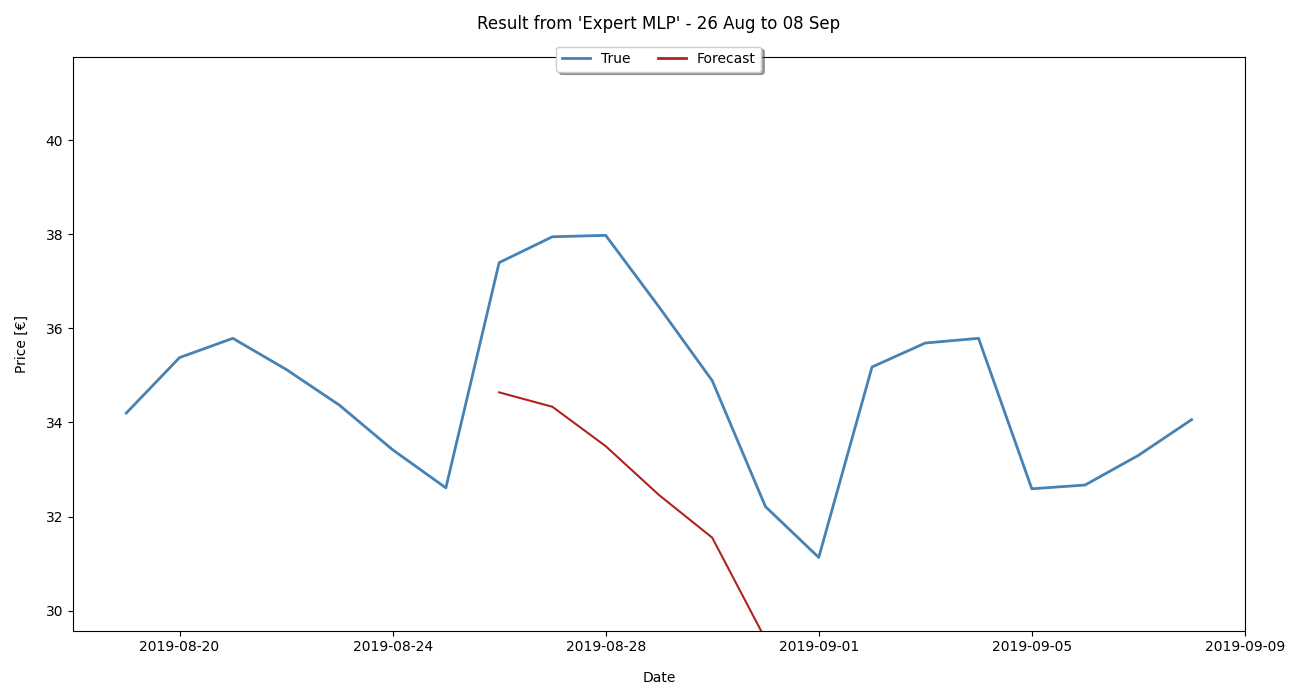 Result from 'Expert MLP' - 26 Aug to 08 Sep
True
Forecast
Price [€]
40
38
36
34
32
30
2019-08-20
2019-08-24
2019-08-28
2019-09-01
2019-09-05
2019-09-09
Date